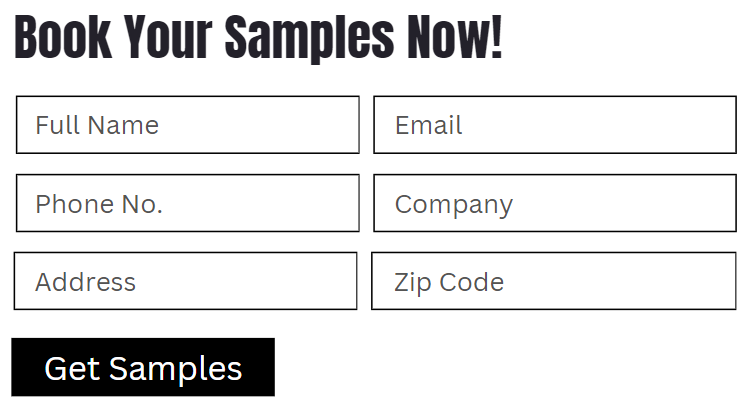 Book Your Samples Now!
Full Name Email
Phone No. Company
Address Zip Code
Get Samples